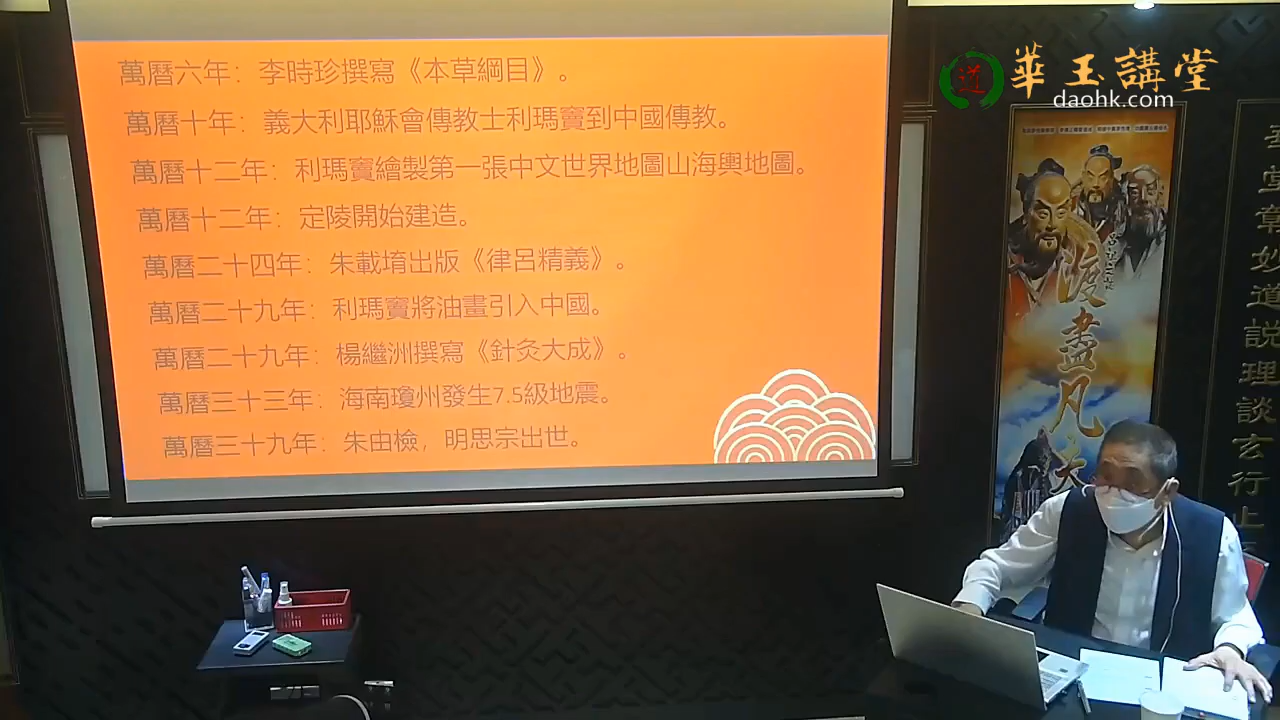 萬曆六年：李時珍撰寫《本草綱目》。
萬曆十年：義大利耶穌會傳教士利瑪竇到中國傳教。
萬曆十二年：利瑪竇繪製第一張中文世界地圖山海輿地圖。
萬曆十二年：定陵開始建造。
萬曆二十四年：朱載堉出版《律呂精義》。
萬曆二十九年：利瑪竇將油畫引入中國。
萬曆二十九年：楊繼洲撰寫《針灸大成》。
萬曆三十三年：海南瓊州發生7.5級地震。
萬曆三十九年：朱由檢，明思宗出世。
道
華玉講堂
daohk.com
渡盡凡夫
堂章妙道説理談玄行止